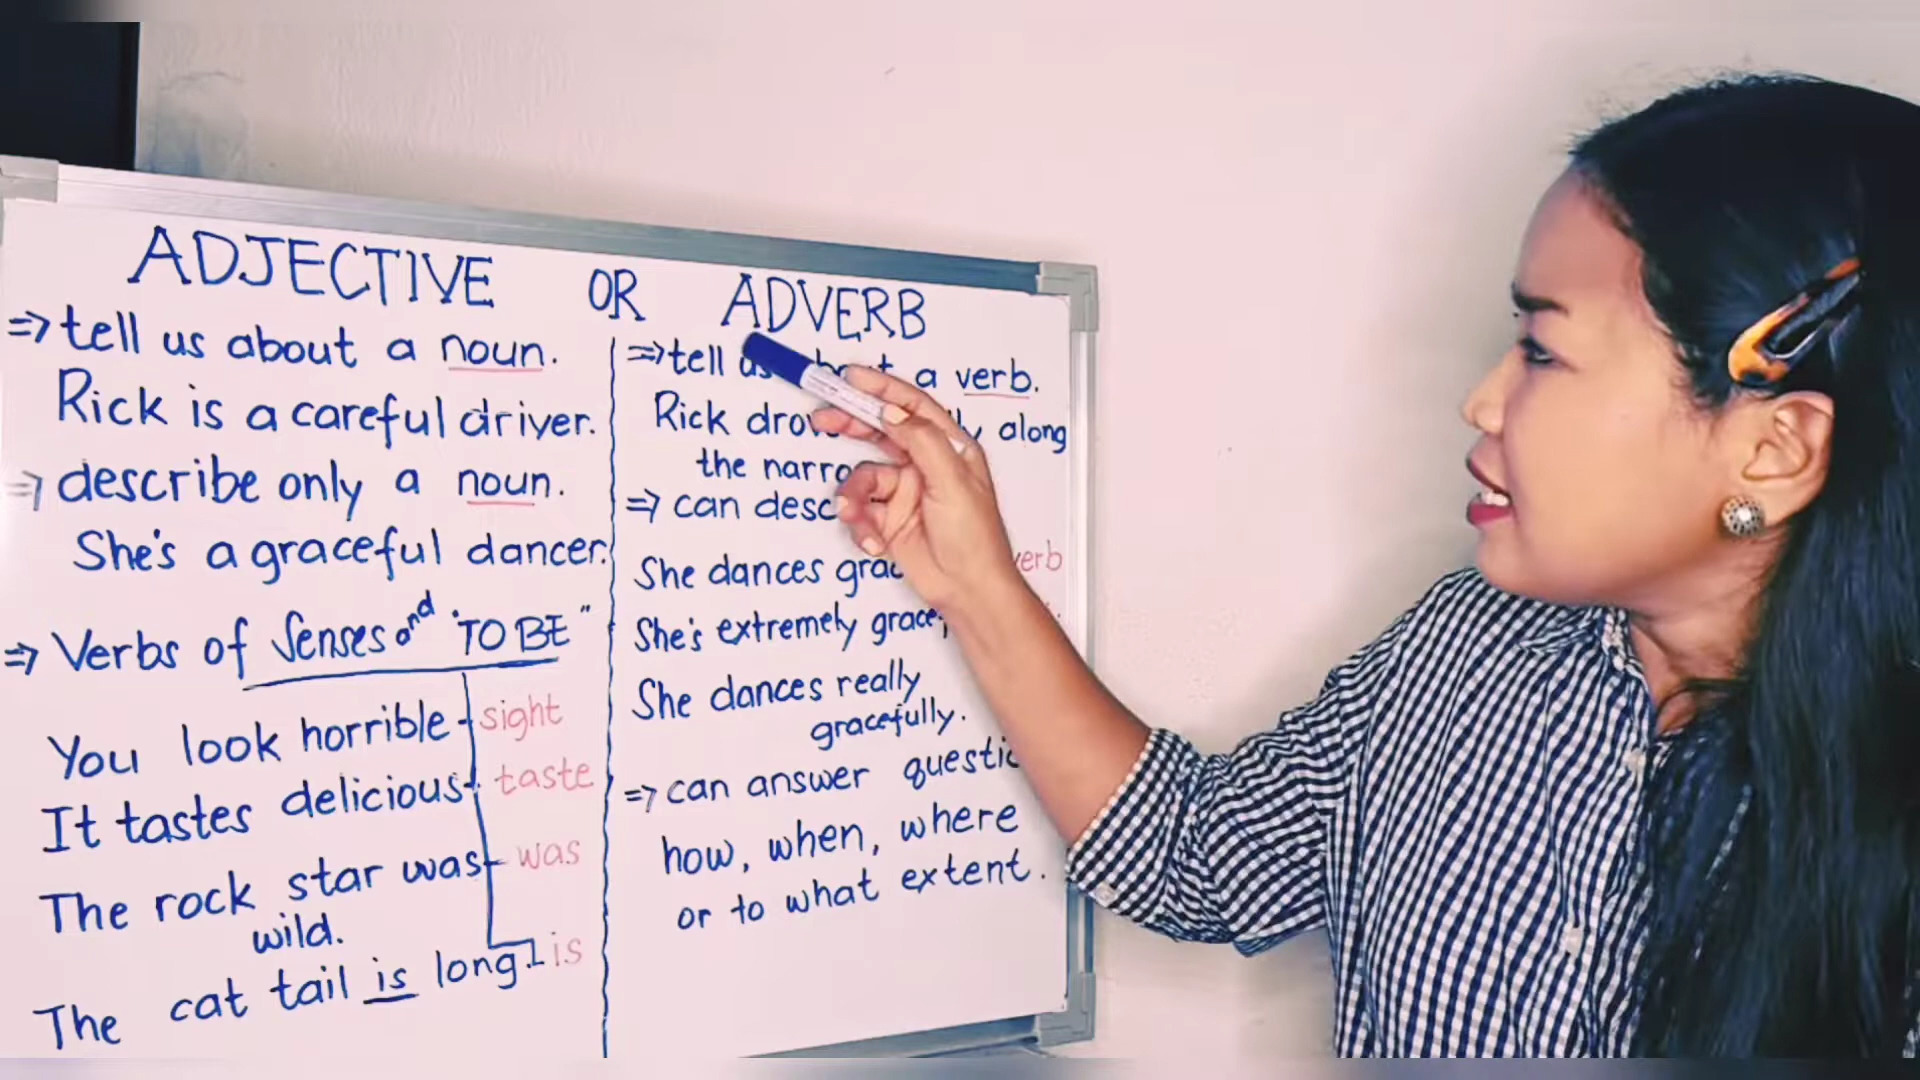 ADJECTIVE OR ADVERB
⇒ tell us about a noun.
Rick is a careful driver.
⇒ describe only a noun.
She's a graceful dancer.
⇒ Verbs of senses and "TO BE"
You look horrible sight
It tastes delicious taste
The rock star was was
wild.
The cat tail is long is
⇒ tell us a verb.
Rick along
the
⇒ can
She dances verb
She's extremely
She dances really
gracefully.
⇒ can answer
how, when, where
or to what extent.